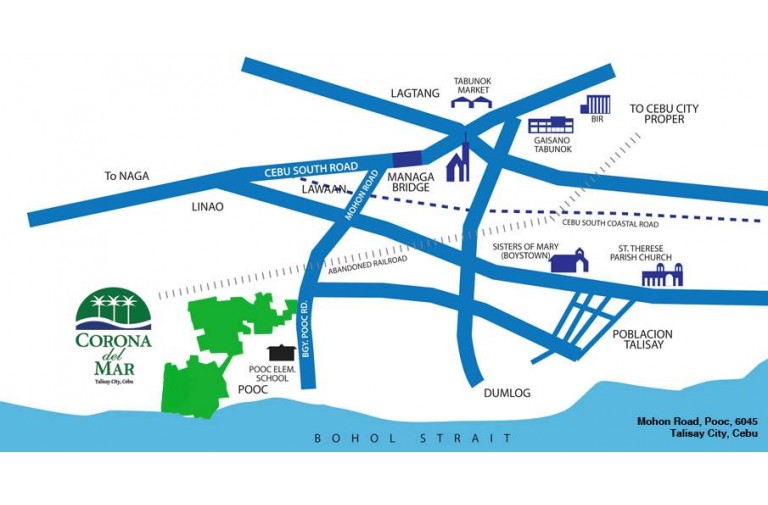 TABUNOK
MARKET
LAGTANG
BIR
TO CEBU CITY
PROPER
GAISANO
TABUNOK
CEBU SOUTH ROAD
MANAGA
BRIDGE
To NAGA
LAWAAN
MOHON ROAD
LINAO
CEBU SOUTH COASTAL ROAD
SISTERS OF MARY
(BOYSTOWN)
ST. THERESE
PARISH CHURCH
ABANDONED RAILROAD
CORONA
del
MAR
Talisay City, Cebu
BGY. POOC RD.
POBLACION
TALISAY
POOC ELEM.
SCHOOL
POOC
DUMLOG
Mohon Road, Pooc, 6045
Talisay City, Cebu
BOHOL STRAIT